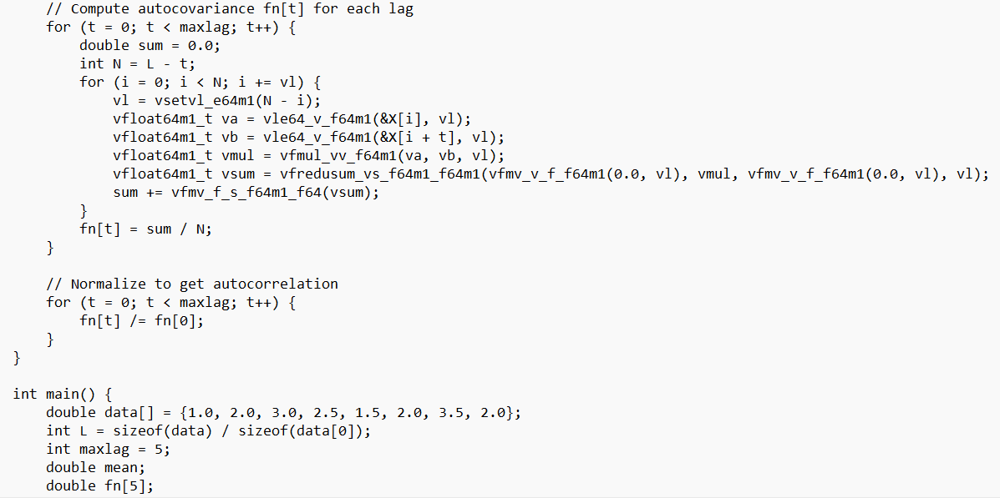 // Compute autocovariance fn[t] for each lag
    for (t = 0; t < maxlag; t++) {
        double sum = 0.0;
        int N = L - t;
        for (i = 0; i < N; i += vl) {
            vl = vsetvl_e64m1(N - i);
            vfloat64m1_t va = vle64_v_f64m1(&X[i], vl);
            vfloat64m1_t vb = vle64_v_f64m1(&X[i + t], vl);
            vfloat64m1_t vmul = vfmul_vv_f64m1(va, vb, vl);
            vfloat64m1_t vsum = vfredusum_vs_f64m1_f64m1(vfmv_v_f_f64m1(0.0, vl), vmul, vfmv_v_f_f64m1(0.0, vl), vl);
            sum += vfmv_f_s_f64m1_f64(vsum);
        }
        fn[t] = sum / N;
    }

    // Normalize to get autocorrelation
    for (t = 0; t < maxlag; t++) {
        fn[t] /= fn[0];
    }
}

int main() {
    double data[] = {1.0, 2.0, 3.0, 2.5, 1.5, 2.0, 3.5, 2.0};
    int L = sizeof(data) / sizeof(data[0]);
    int maxlag = 5;
    double mean;
    double fn[5];